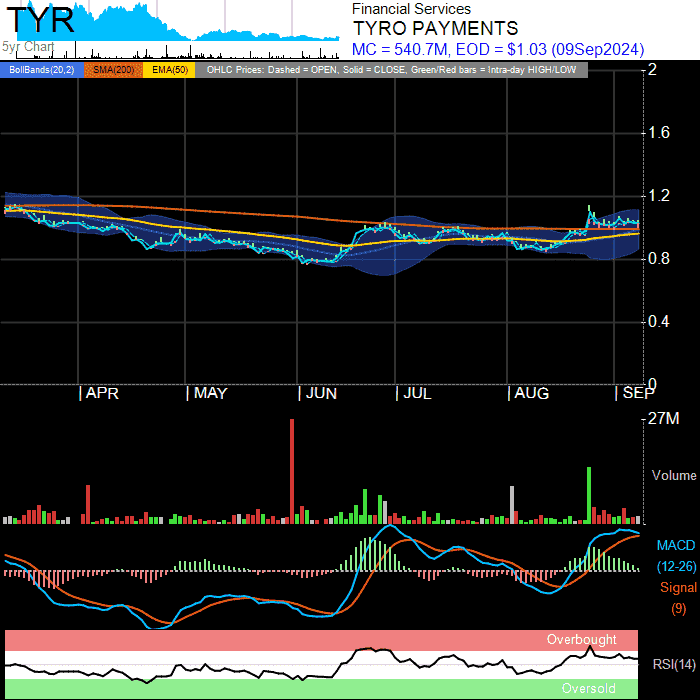 TYR
5yr Chart
Financial Services
TYRO PAYMENTS
MC = 540.7M, EOD = $1.03 (09Sep2024)
BollBands(20,2) SMA(200) EMA(50) OHLC Prices: Dashed = OPEN, Solid = CLOSE, Green/Red bars = Intra-day HIGH/LOW
2
1.6
1.2
0.8
0.4
0
APR MAY JUN JUL AUG SEP
27M
Volume
MACD
(12-26)
Signal
(9)
Overbought
RSI(14)
Oversold